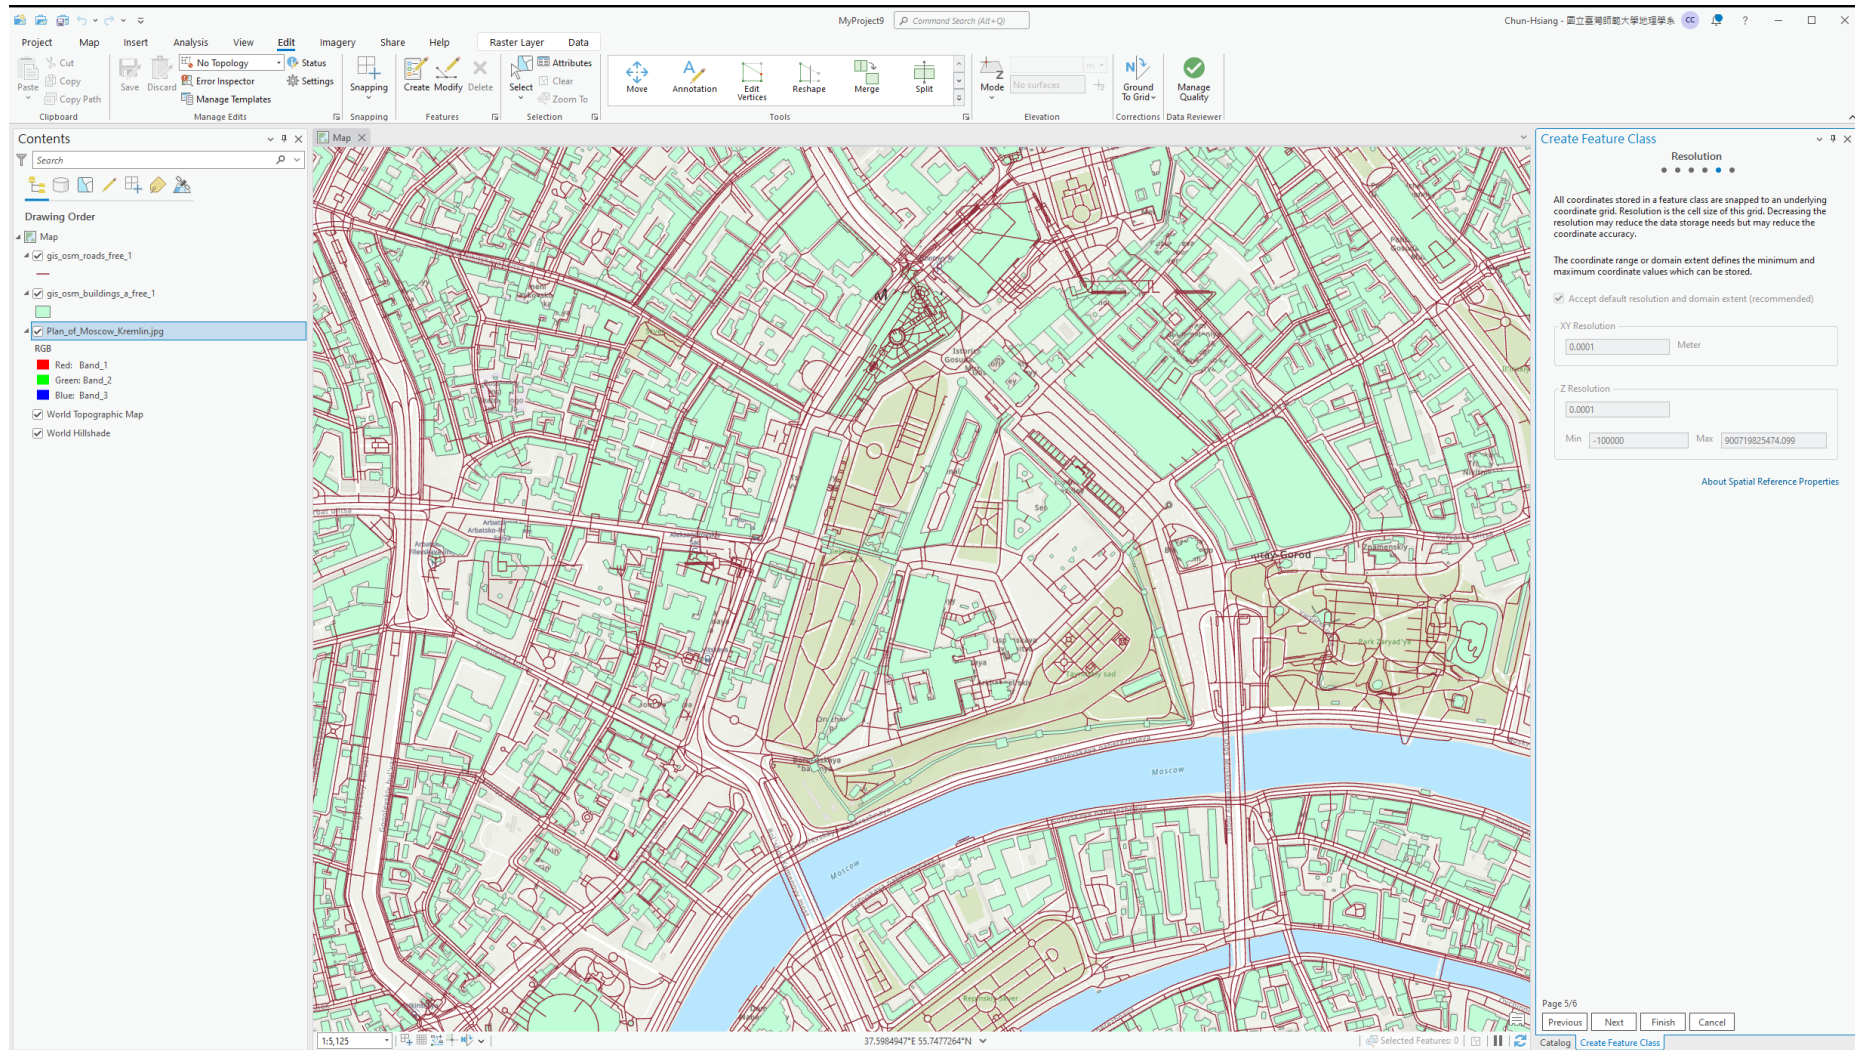 MyProject9
Command Search (Alt+Q)
Chun-Hsiang - 國立臺灣師範大學地理學系
CC
?
Project Map Insert Analysis View Edit Imagery Share Help Raster Layer Data
Paste
Cut
Copy
Copy Path
Clipboard
Save
Discard
No Topology
Error Inspector
Manage Templates
Status
Settings
Manage Edits
Snapping
Snapping
Create
Modify
Delete
Features
Select
Attributes
Clear
Zoom To
Selection
Move
Annotation
Edit Vertices
Reshape
Merge
Split
Tools
Mode
No surfaces
Elevation
Ground To Grid
Corrections
Manage Quality
Data Reviewer
Contents
Search
Drawing Order
Map
gis_osm_roads_free_1
gis_osm_buildings_a_free_1
Plan_of_Moscow_Kremlin.jpg
RGB
Red: Band_1
Green: Band_2
Blue: Band_3
World Topographic Map
World Hillshade
Map
M
Znamenskiy
Park Zaryad'ye
Taynitskiy sad
Moscow
Moscow
1:5,125
37.5984947°E 55.7477264°N
Selected Features: 0
Create Feature Class
Resolution
All coordinates stored in a feature class are snapped to an underlying
coordinate grid. Resolution is the cell size of this grid. Decreasing the
resolution may reduce the data storage needs but may reduce the
coordinate accuracy.
The coordinate range or domain extent defines the minimum and
maximum coordinate values which can be stored.
Accept default resolution and domain extent (recommended)
XY Resolution
0.0001 Meter
Z Resolution
0.0001
Min -100000 Max 900719825474.099
About Spatial Reference Properties
Page 5/6
Previous Next Finish Cancel
Catalog Create Feature Class